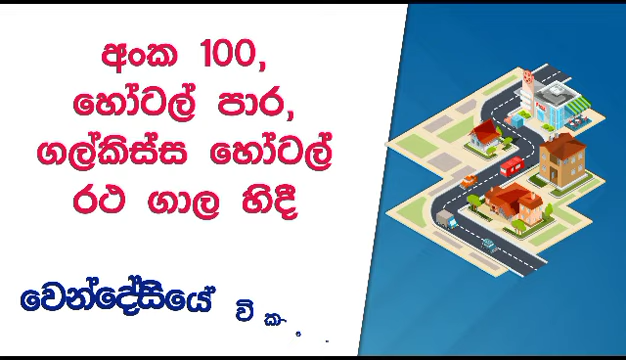 අංක 100,
හෝටල් පාර,
ගල්කිස්ස හෝටල්
රථ ගාල හිදී
වෙන්දේසියේ